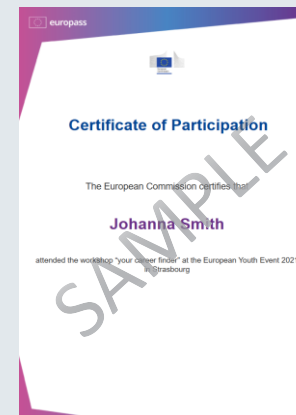 europass
Certificate of Participation
The European Commission certifies that
Johanna Smith
attended the workshop "your career finder" at the European Youth Event 2021
in Strasbourg
SAMPLE